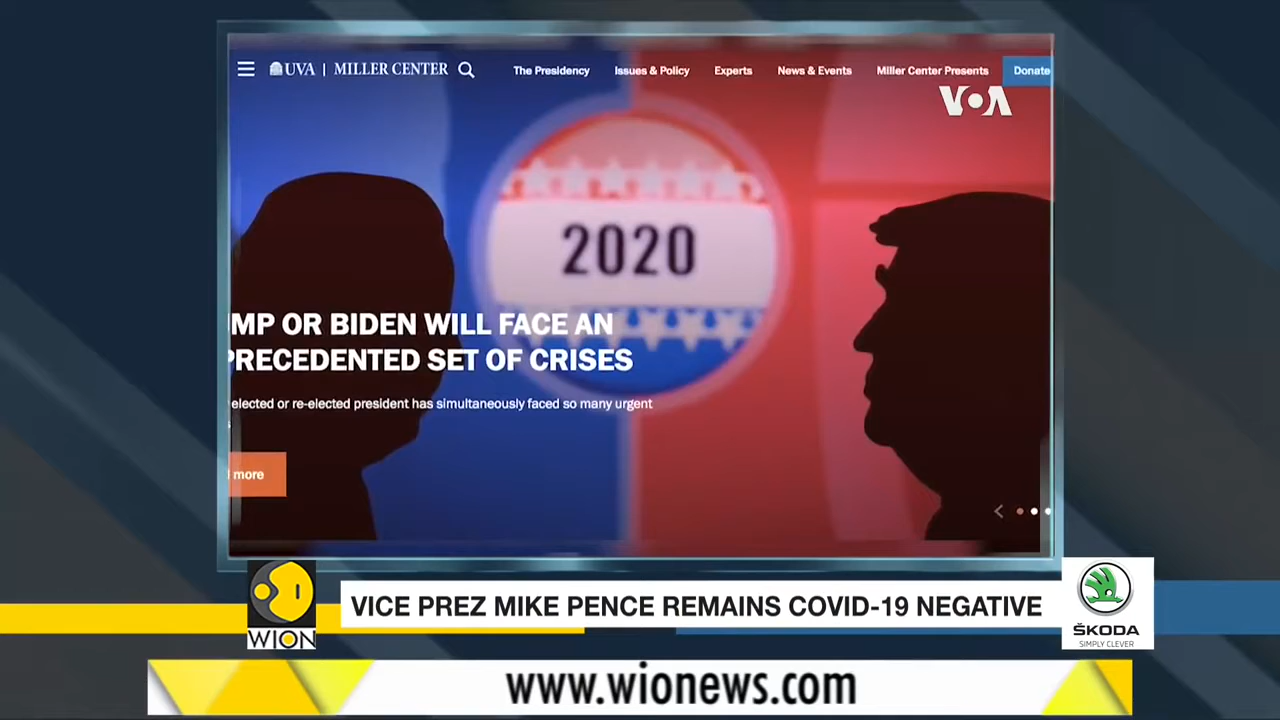 UVA | MILLER CENTER
The Presidency
Issues & Policy
Experts
News & Events
Miller Center Presents
Donate
VOA
2020
MP OR BIDEN WILL FACE AN
PRECEDENTED SET OF CRISES
elected or re-elected president has simultaneously faced so many urgent
more
WION
VICE PREZ MIKE PENCE REMAINS COVID-19 NEGATIVE
ŠKODA
SIMPLY CLEVER
www.wionews.com